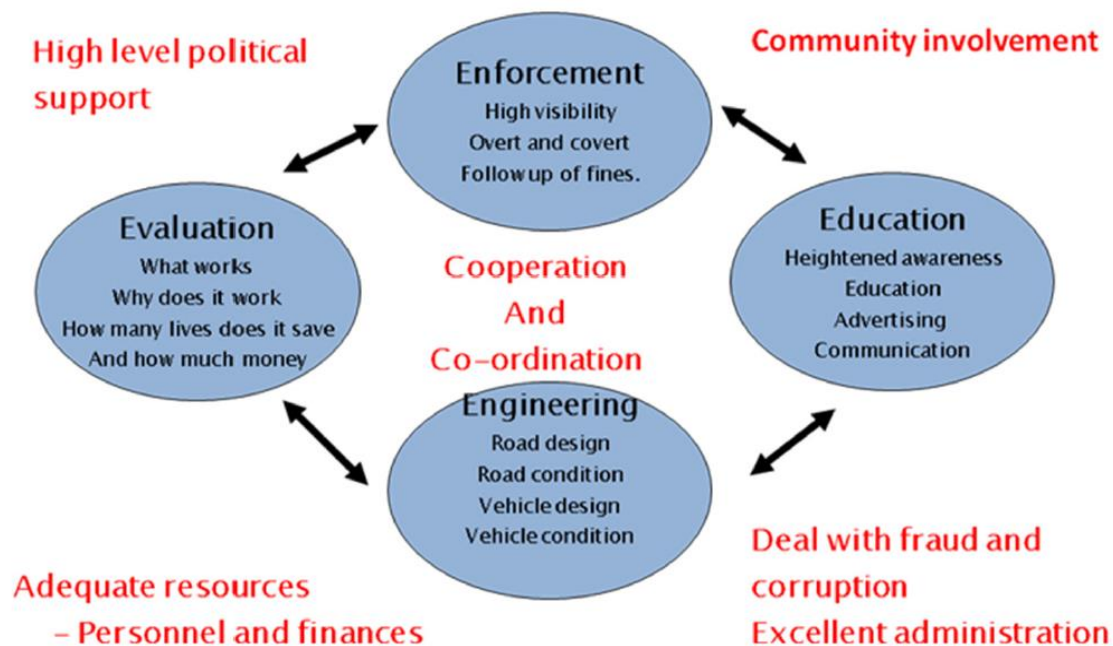 High level political
support
Community involvement
Enforcement
High visibility
Overt and covert
Follow up of fines.
Evaluation
What works
Why does it work
How many lives does it save
And how much money
Cooperation
And
Co-ordination
Education
Heightened awareness
Education
Advertising
Communication
Engineering
Road design
Road condition
Vehicle design
Vehicle condition
Adequate resources
– Personnel and finances
Deal with fraud and
corruption
Excellent administration